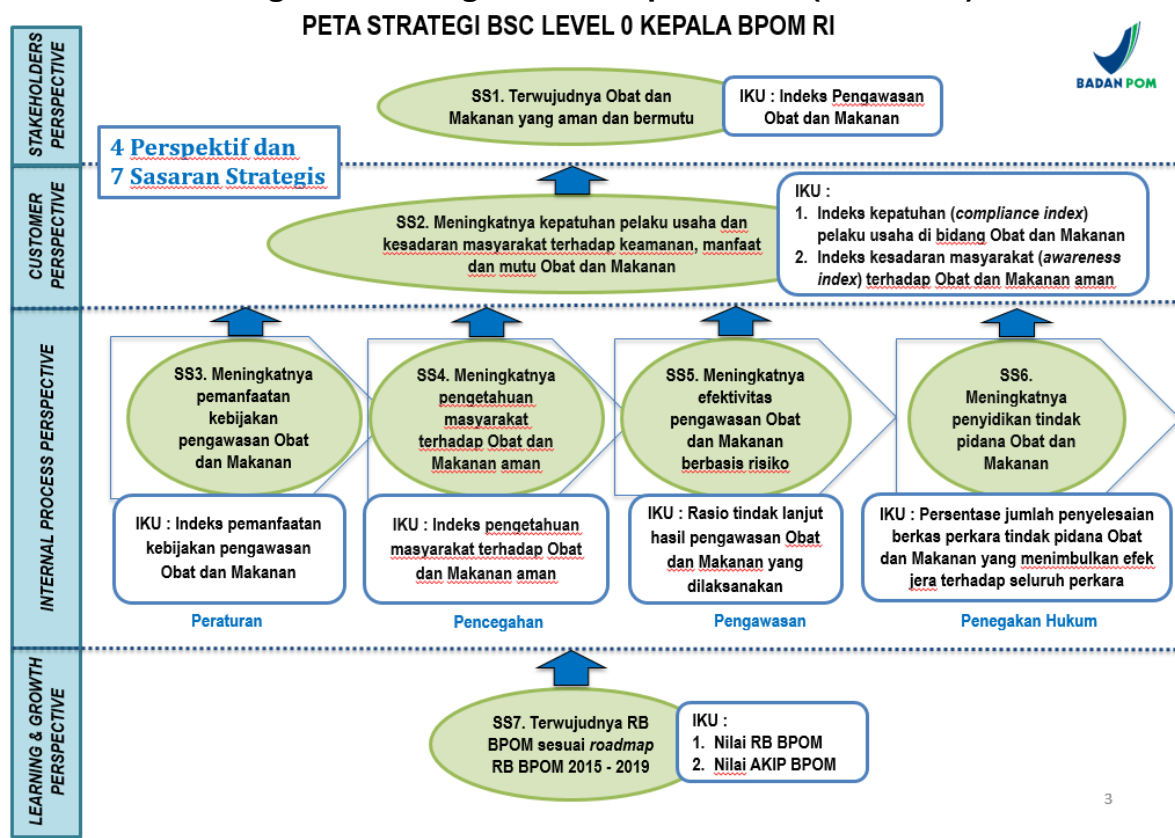 PETA STRATEGI BSC LEVEL 0 KEPALA BPOM RI
BADAN POM
STAKEHOLDERS
PERSPECTIVE
SS1. Terwujudnya Obat dan
Makanan yang aman dan bermutu
IKU : Indeks Pengawasan
Obat dan Makanan
4 Perspektif dan
7 Sasaran Strategis
CUSTOMER
PERSPECTIVE
SS2. Meningkatnya kepatuhan pelaku usaha dan
kesadaran masyarakat terhadap keamanan, manfaat
dan mutu Obat dan Makanan
IKU :
1. Indeks kepatuhan (compliance index)
pelaku usaha di bidang Obat dan Makanan
2. Indeks kesadaran masyarakat (awareness
index) terhadap Obat dan Makanan aman
INTERNAL PROCESS PERSPECTIVE
SS3. Meningkatnya
pemanfaatan
kebijakan
pengawasan Obat
dan Makanan
IKU : Indeks pemanfaatan
kebijakan pengawasan
Obat dan Makanan
Peraturan
SS4. Meningkatnya
pengetahuan
masyarakat
terhadap Obat dan
Makanan aman
IKU : Indeks pengetahuan
masyarakat terhadap Obat
dan Makanan aman
Pencegahan
SS5. Meningkatnya
efektivitas
pengawasan Obat
dan Makanan
berbasis risiko
IKU : Rasio tindak lanjut
hasil pengawasan Obat
dan Makanan yang
dilaksanakan
Pengawasan
SS6.
Meningkatnya
penyidikan tindak
pidana Obat dan
Makanan
IKU : Persentase jumlah penyelesaian
berkas perkara tindak pidana Obat
dan Makanan yang menimbulkan efek
jera terhadap seluruh perkara
Penegakan Hukum
LEARNING & GROWTH
PERSPECTIVE
SS7. Terwujudnya RB
BPOM sesuai roadmap
RB BPOM 2015 - 2019
IKU :
1. Nilai RB BPOM
2. Nilai AKIP BPOM
3